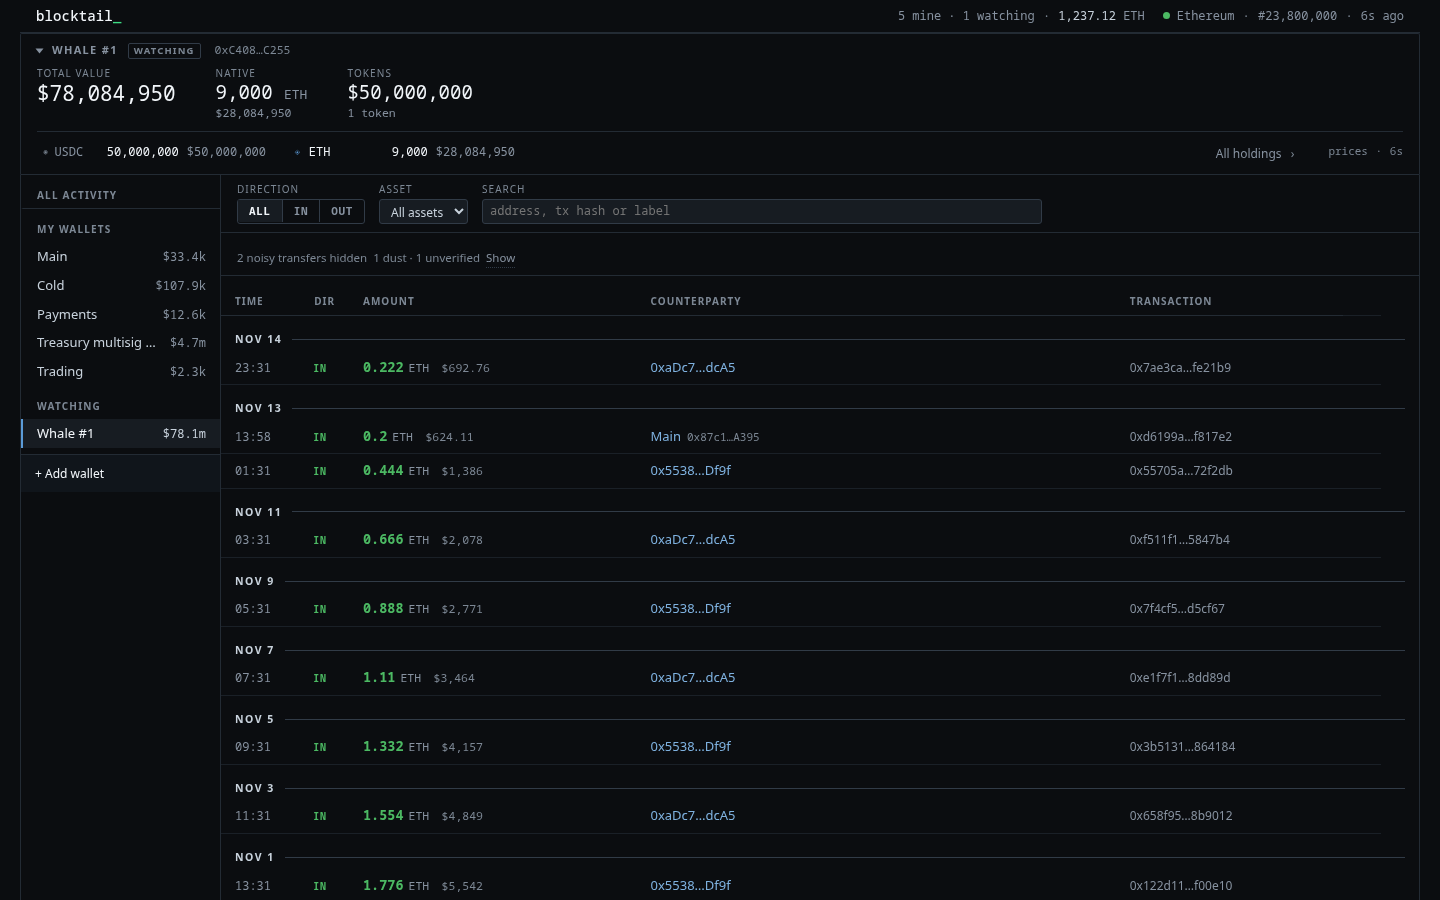 blocktail_
5 mine · 1 watching · 1,237.12 ETH Ethereum · #23,800,000 · 6s ago
WHALE #1 WATCHING 0xC408…C255
TOTAL VALUE NATIVE TOKENS
$78,084,950 9,000 ETH $50,000,000
$28,084,950 1 token
USDC 50,000,000 $50,000,000 ETH 9,000 $28,084,950 All holdings › prices · 6s
ALL ACTIVITY
MY WALLETS
Main $33.4k
Cold $107.9k
Payments $12.6k
Treasury multisig ... $4.7m
Trading $2.3k
WATCHING
Whale #1 $78.1m
+ Add wallet
DIRECTION ASSET SEARCH
ALL IN OUT All assets address, tx hash or label
2 noisy transfers hidden 1 dust · 1 unverified Show
TIME DIR AMOUNT COUNTERPARTY TRANSACTION
NOV 14
23:31 IN 0.222 ETH $692.76 0xaDc7…dcA5 0x7ae3ca…fe21b9
NOV 13
13:58 IN 0.2 ETH $624.11 Main 0x87c1…A395 0xd6199a…f817e2
01:31 IN 0.444 ETH $1,386 0x5538…Df9f 0x55705a…72f2db
NOV 11
03:31 IN 0.666 ETH $2,078 0xaDc7…dcA5 0xf511f1…5847b4
NOV 9
05:31 IN 0.888 ETH $2,771 0x5538…Df9f 0x7f4cf5…d5cf67
NOV 7
07:31 IN 1.11 ETH $3,464 0xaDc7…dcA5 0xe1f7f1…8dd89d
NOV 5
09:31 IN 1.332 ETH $4,157 0x5538…Df9f 0x3b5131…864184
NOV 3
11:31 IN 1.554 ETH $4,849 0xaDc7…dcA5 0x658f95…8b9012
NOV 1
13:31 IN 1.776 ETH $5,542 0x5538…Df9f 0x122d11…f00e10